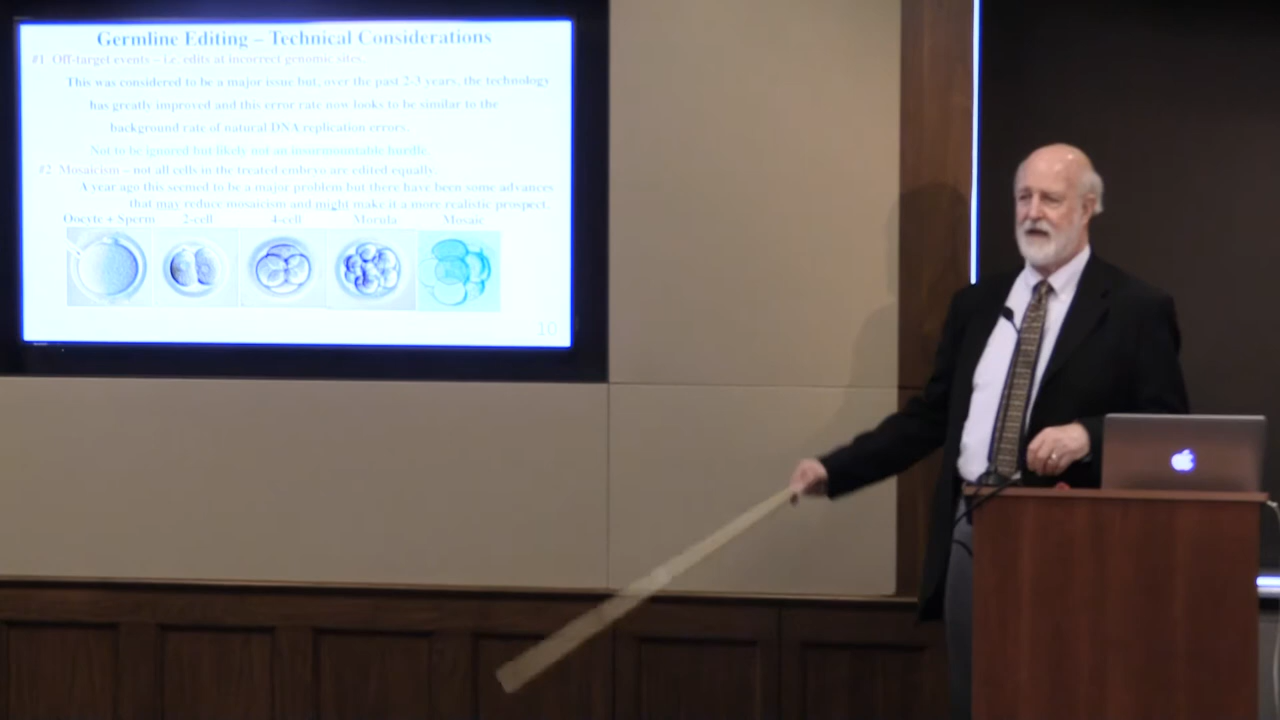 Germline Editing – Technical Considerations
#1 Off-target events – i.e. edits at incorrect genomic sites.
This was considered to be a major issue but, over the past 2-3 years, the technology
has greatly improved and this error rate now looks to be similar to the
background rate of natural DNA replication errors.
Not to be ignored but likely not an insurmountable hurdle.
#2 Mosaicism – not all cells in the treated embryo are edited equally.
A year ago this seemed to be a major problem but there have been some advances
that may reduce mosaicism and might make it a more realistic prospect.
Oocyte + Sperm 2-cell 4-cell Morula Mosaic
10